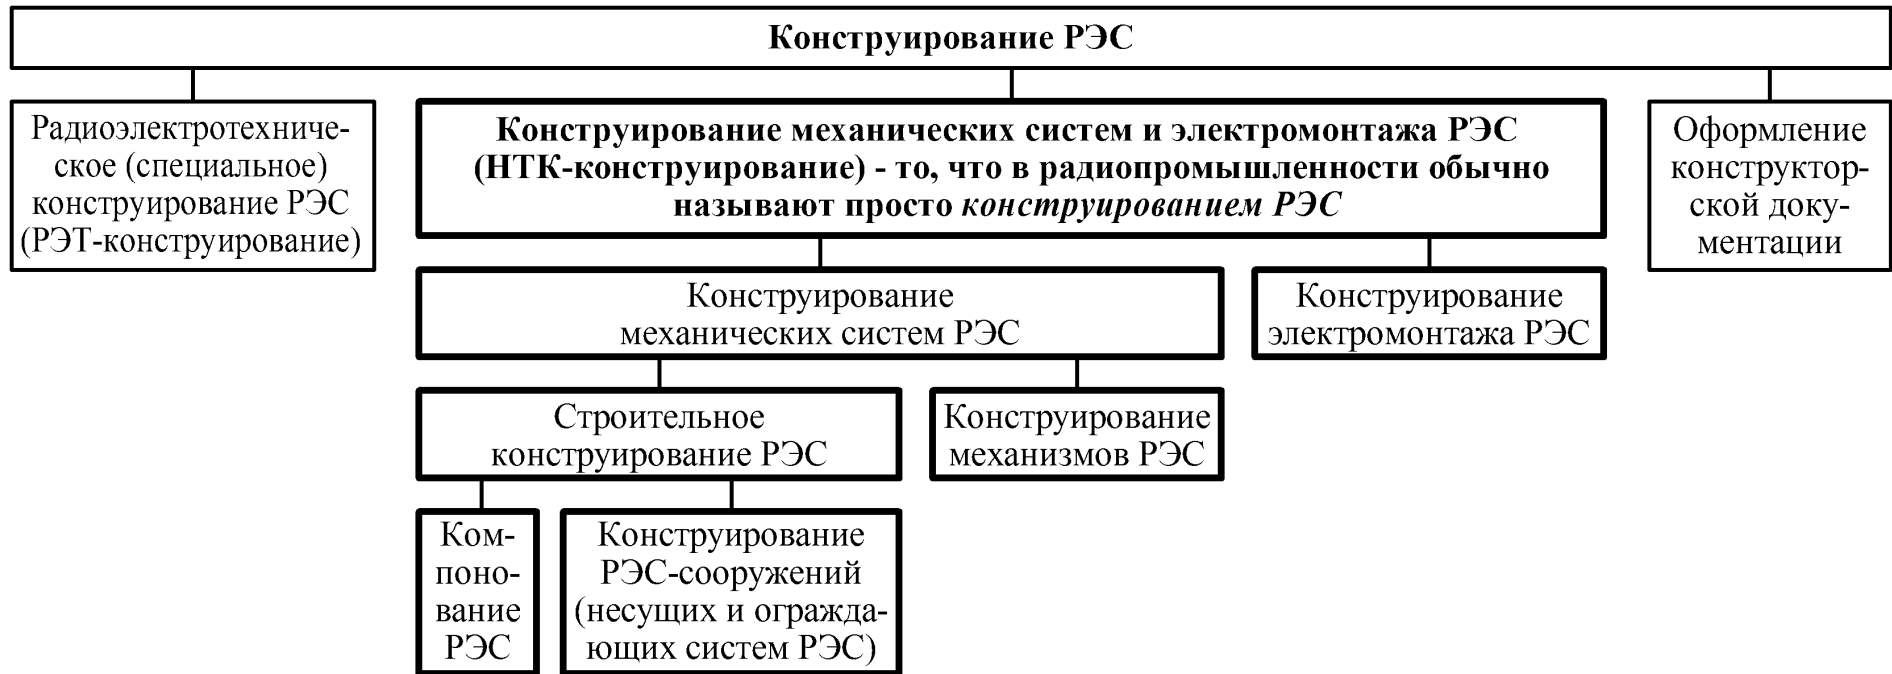 Конструирование РЭС
Радиоэлектротехниче-
ское (специальное)
конструирование РЭС
(РЭТ-конструирование)
Конструирование механических систем и электромонтажа РЭС
(НТК-конструирование) - то, что в радиопромышленности обычно
называют просто конструированием РЭС
Оформление
конструктор-
ской доку-
ментации
Конструирование
механических систем РЭС
Конструирование
электромонтажа РЭС
Строительное
конструирование РЭС
Конструирование
механизмов РЭС
Ком-
поно-
вание
РЭС
Конструирование
РЭС-сооружений
(несущих и огражда-
ющих систем РЭС)